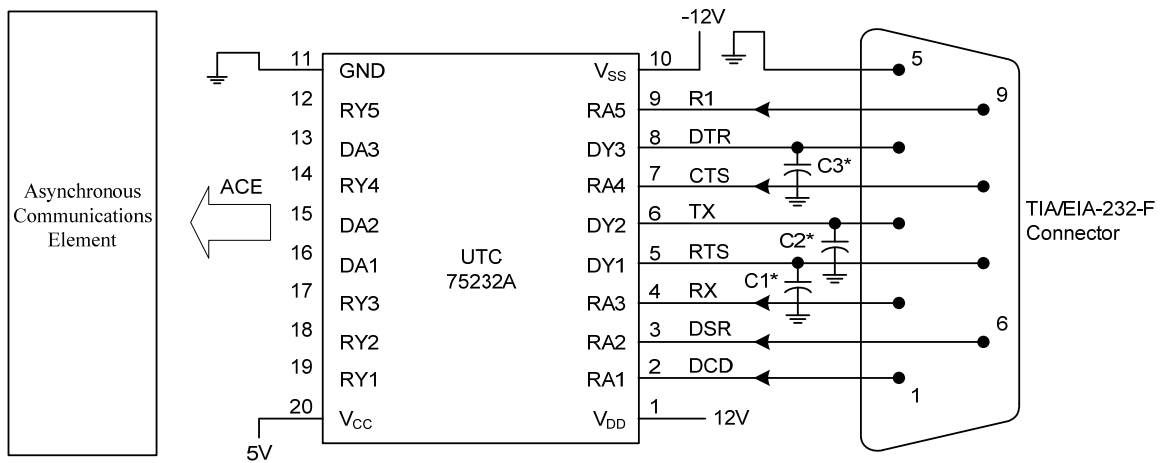 Asynchronous
Communications
Element
ACE
5V
11 GND
12 RY5
13 DA3
14 RY4
15 DA2
16 DA1
17 RY3
18 RY2
19 RY1
20 VCC
UTC
75232A
-12V
VSS 10
RA5 9 R1
DY3 8 DTR
RA4 7 CTS
DY2 6 TX
DY1 5 RTS
RA3 4 RX
RA2 3 DSR
RA1 2 DCD
VDD 1 12V
C3*
C2*
C1*
5
9
6
1
TIA/EIA-232-F
Connector